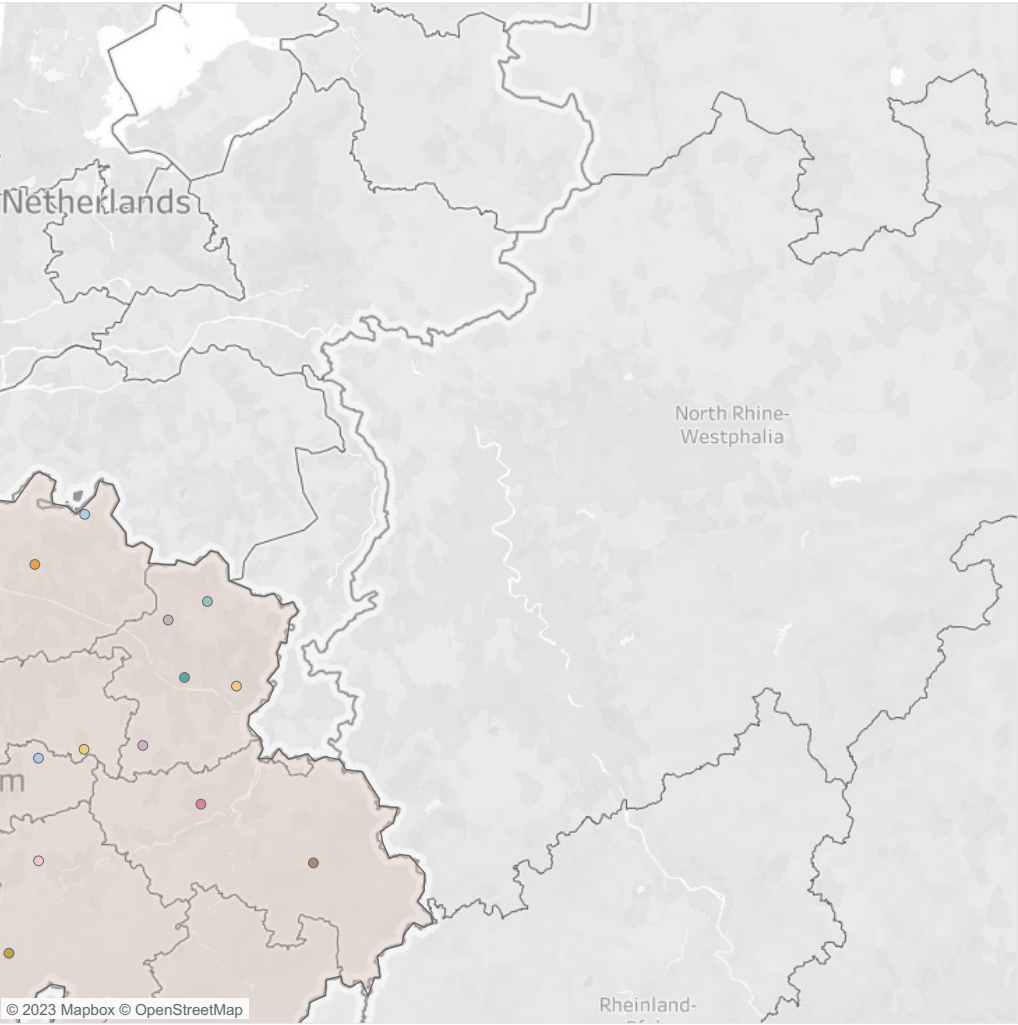 Netherlands
North Rhine-
Westphalia
m
Rheinland-
© 2023 Mapbox © OpenStreetMap